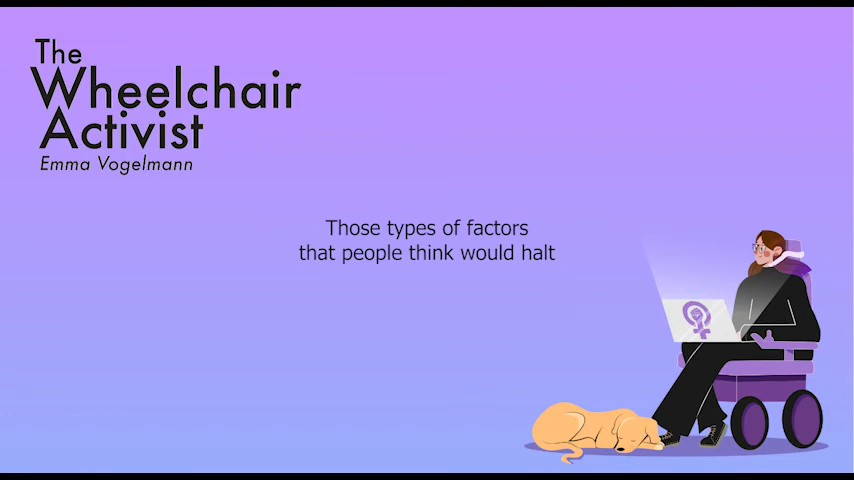 The
Wheelchair
Activist
Emma Vogelmann
Those types of factors
that people think would halt